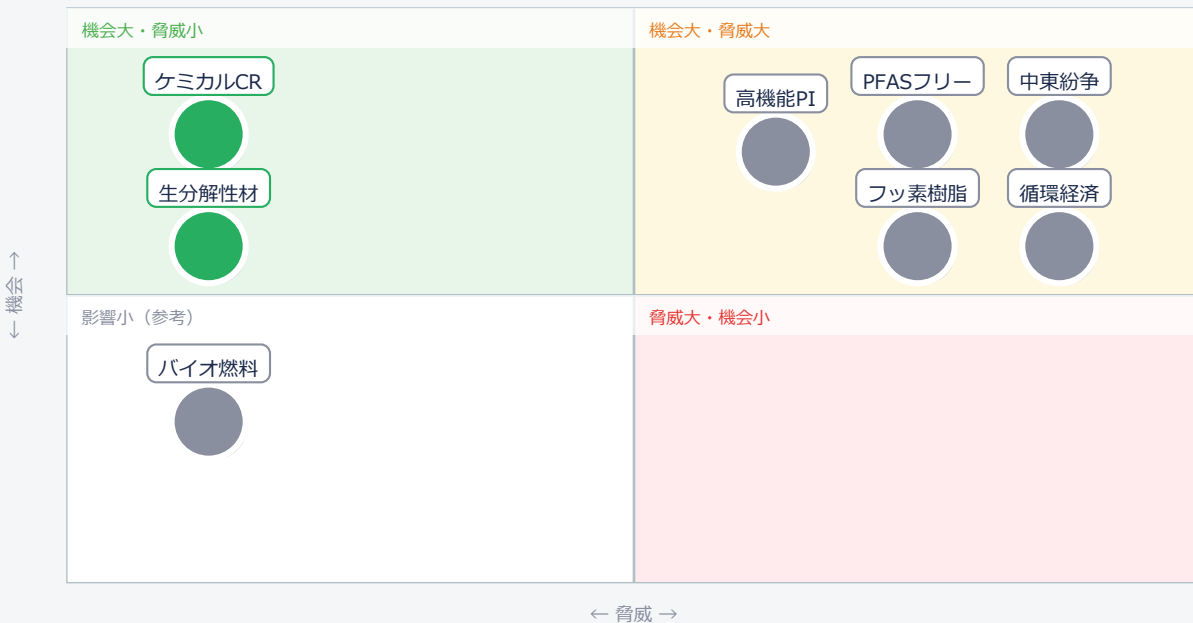 機会大・脅威小
ケミカルCR
生分解性材
機会大・脅威大
高機能PI
PFASフリー
中東紛争
フッ素樹脂
循環経済
← 機会 →
影響小（参考）
バイオ燃料
脅威大・機会小
← 脅威 →